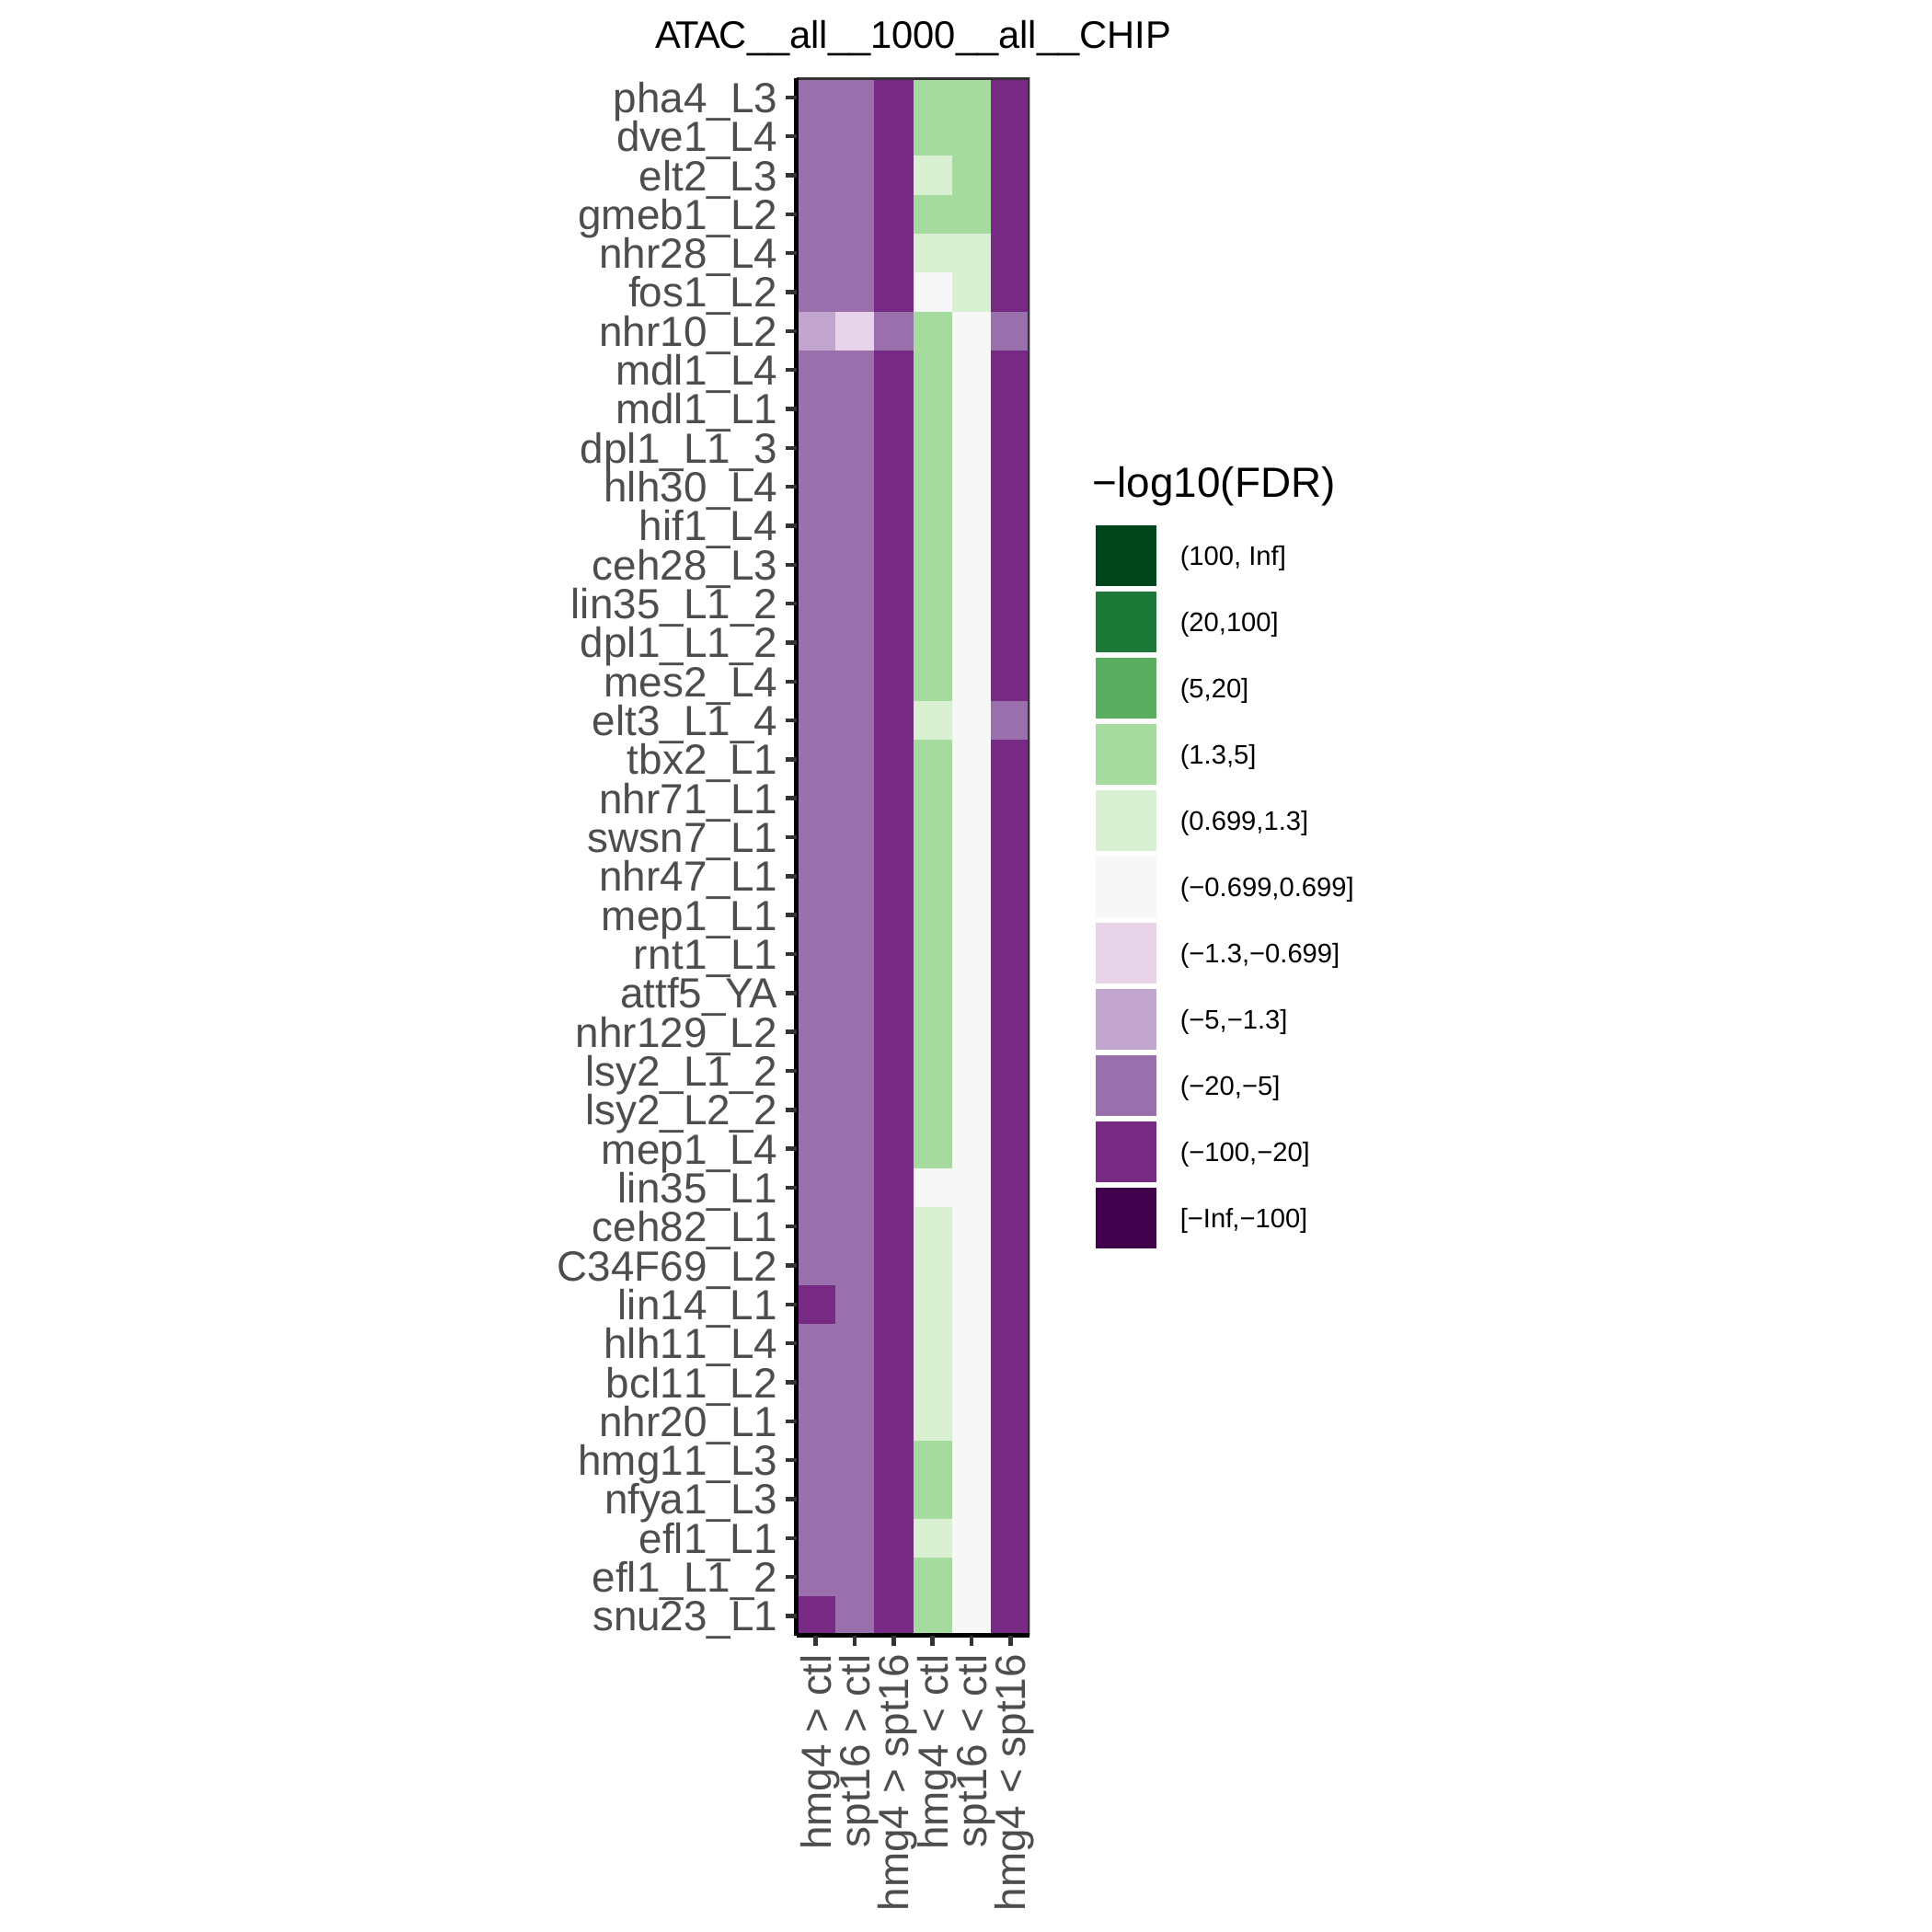 ATAC__all__1000__all__CHIP
pha4_L3
dve1_L4
elt2_L3
gmeb1_L2
nhr28_L4
fos1_L2
nhr10_L2
mdl1_L4
mdl1_L1
dpl1_L1_3
hlh30_L4
hif1_L4
ceh28_L3
lin35_L1_2
dpl1_L1_2
mes2_L4
elt3_L1_4
tbx2_L1
nhr71_L1
swsn7_L1
nhr47_L1
mep1_L1
rnt1_L1
attf5_YA
nhr129_L2
lsy2_L1_2
lsy2_L2_2
mep1_L4
lin35_L1
ceh82_L1
C34F69_L2
lin14_L1
hlh11_L4
bcl11_L2
nhr20_L1
hmg11_L3
nfya1_L3
efl1_L1
efl1_L1_2
snu23_L1
hmg4 > ctl
spt16 > ctl
hmg4 > spt16
hmg4 < ctl
spt16 < ctl
hmg4 < spt16
−log10(FDR)
(100, Inf]
(20,100]
(5,20]
(1.3,5]
(0.699,1.3]
(−0.699,0.699]
(−1.3,−0.699]
(−5,−1.3]
(−20,−5]
(−100,−20]
[−Inf,−100]